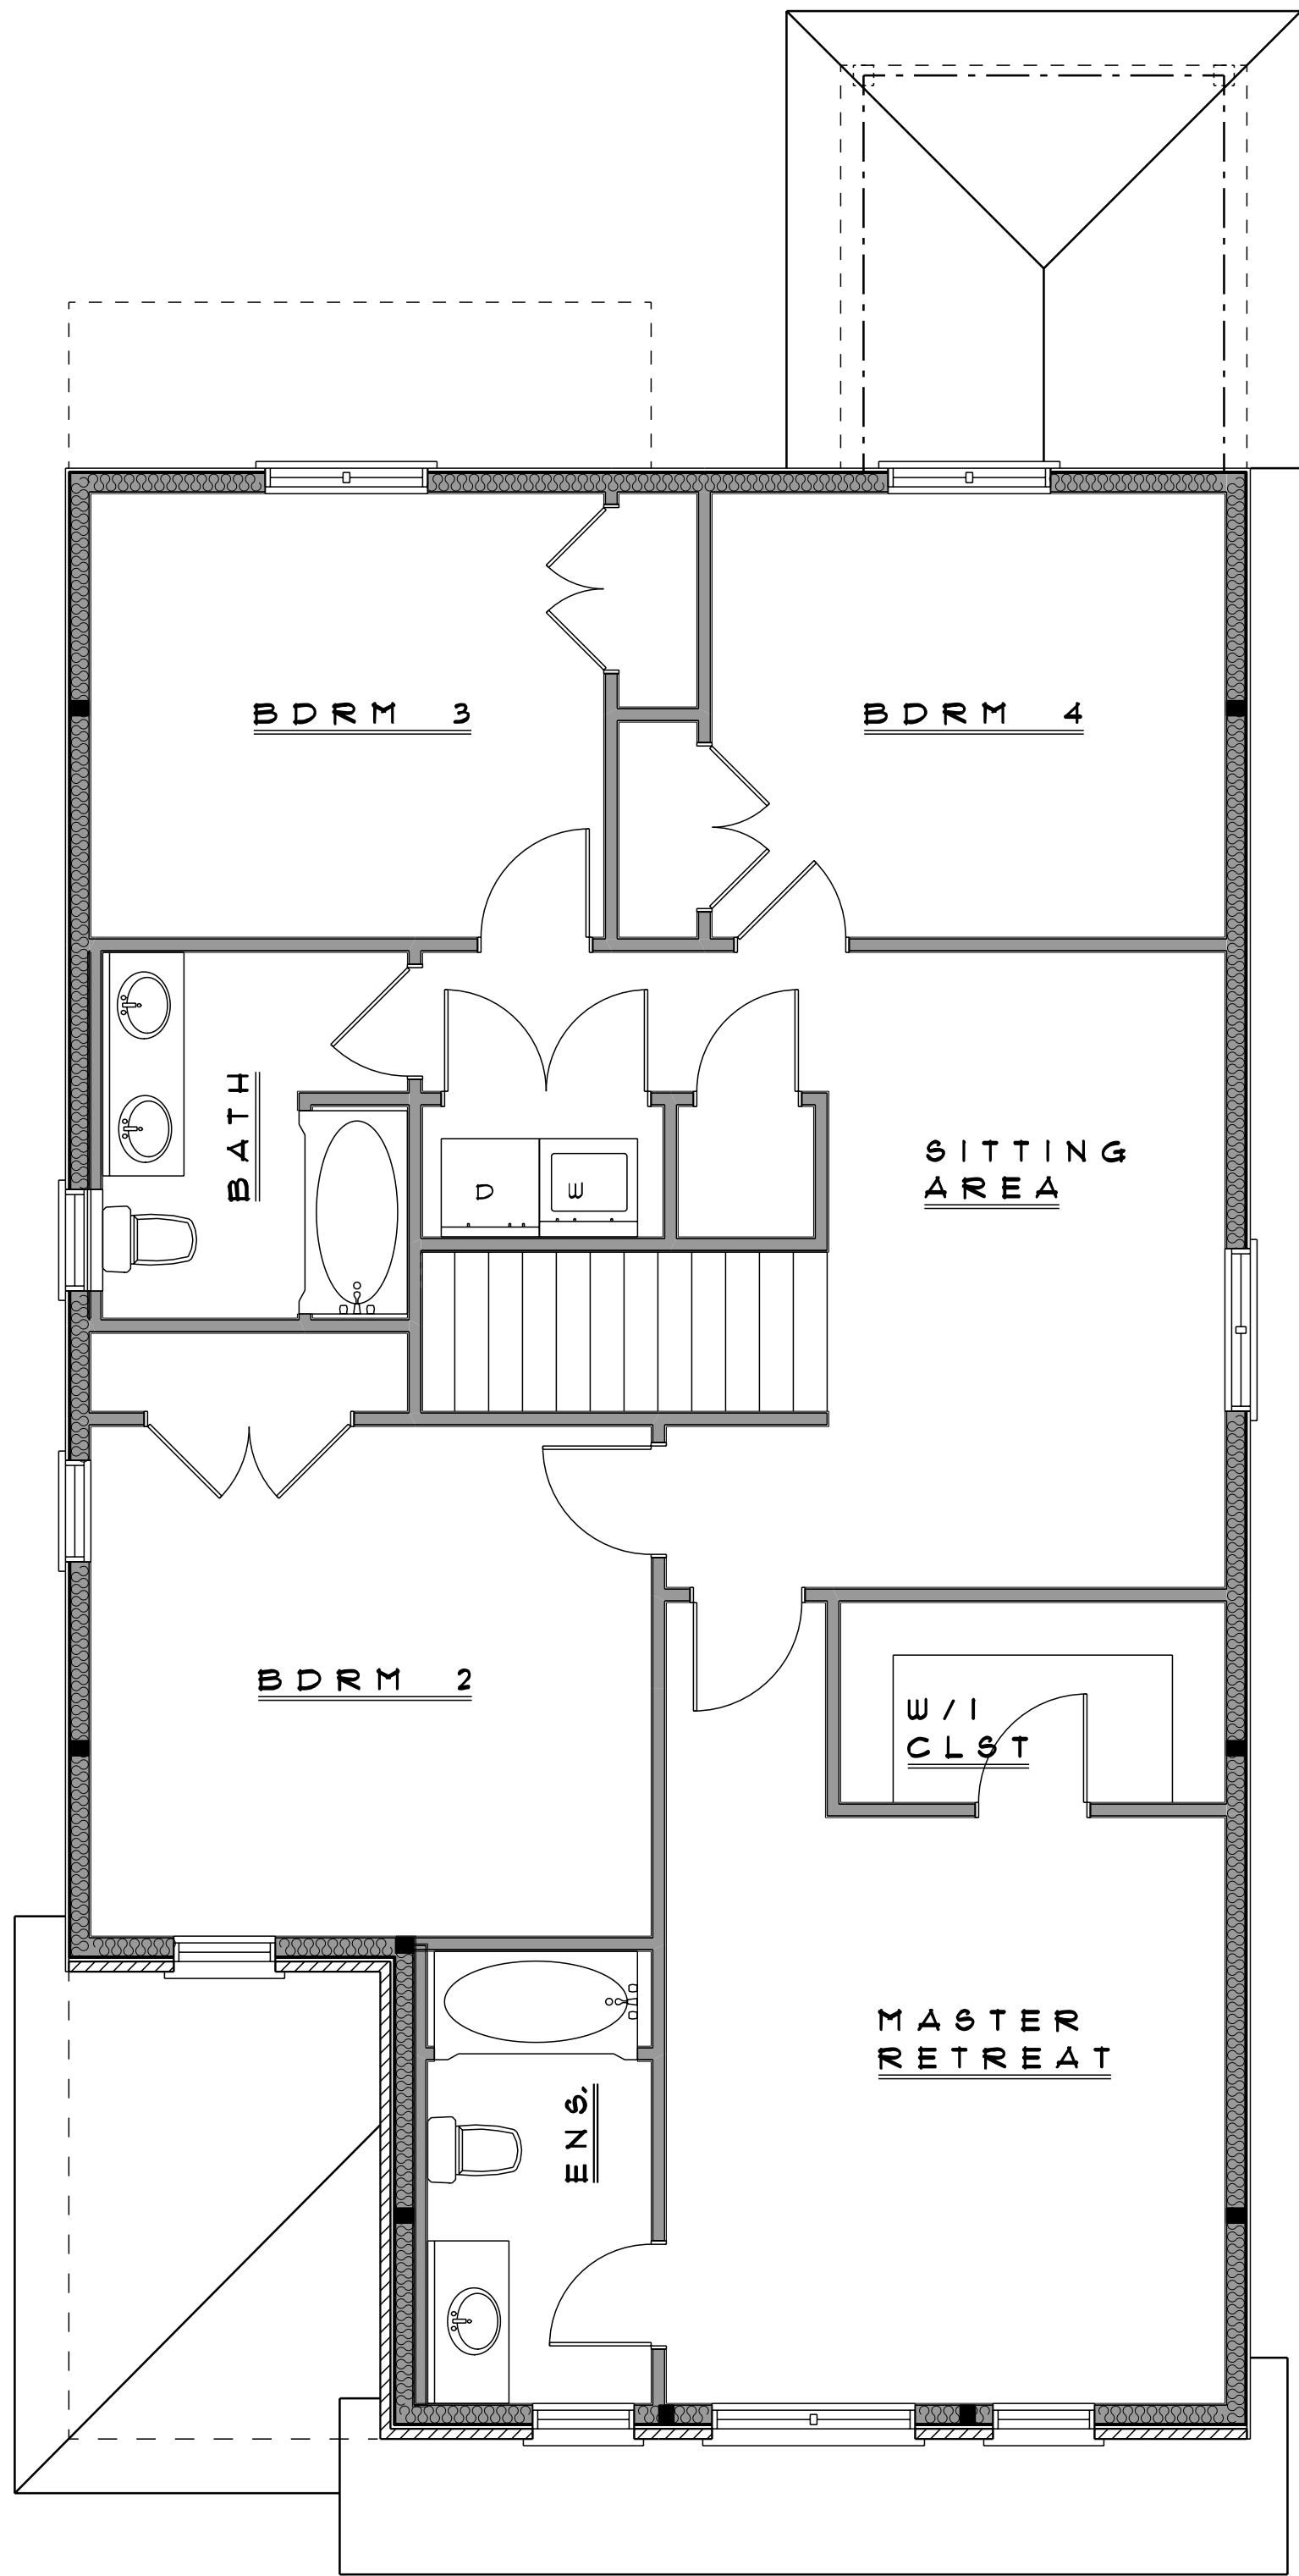 BDRM 3
BDRM 4
BATH
D
W
SITTING
AREA
BDRM 2
W/I
CLST
MASTER
RETREAT
ENS.